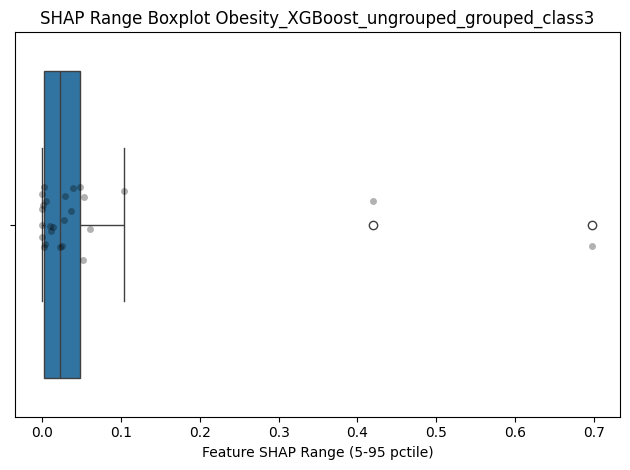 SHAP Range Boxplot Obesity_XGBoost_ungrouped_grouped_class3
0.0 0.1 0.2 0.3 0.4 0.5 0.6 0.7
Feature SHAP Range (5-95 pctile)